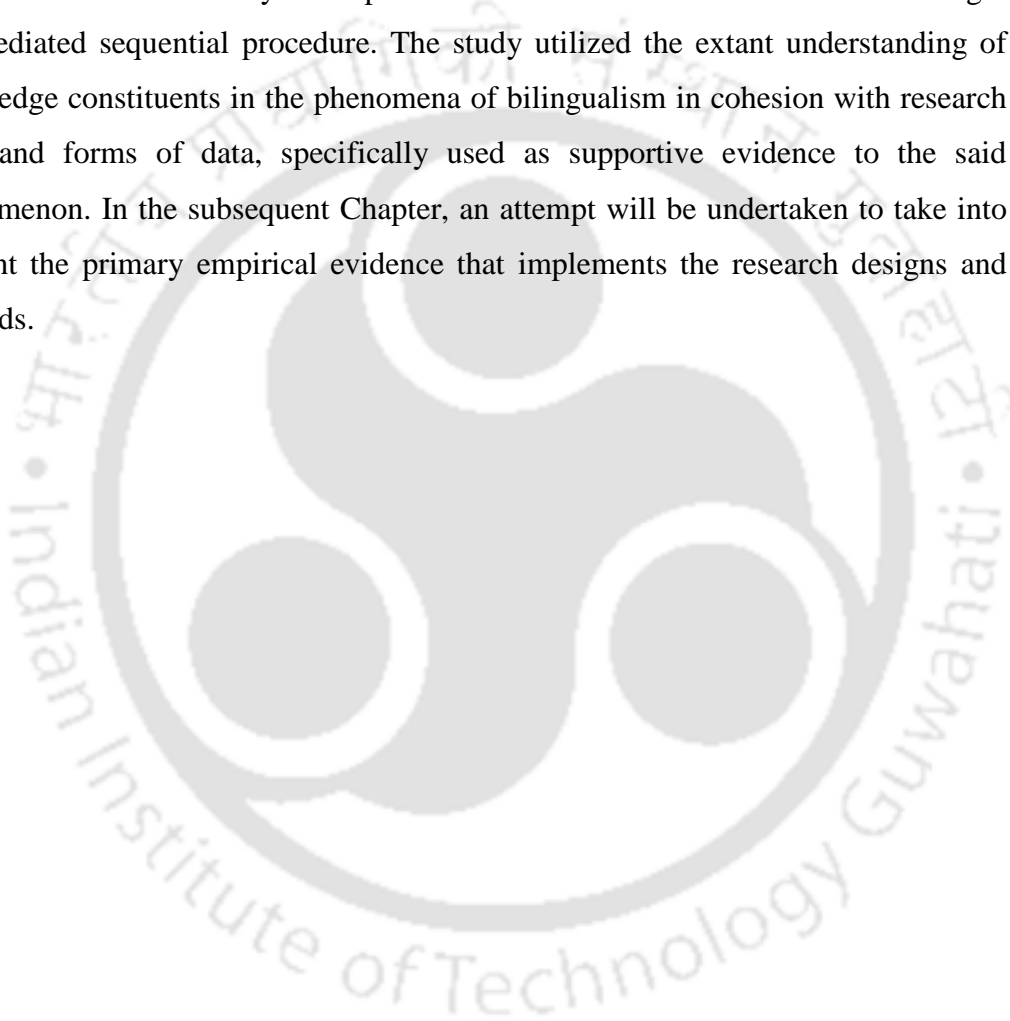 ediated sequential procedure. The study utilized the extant understanding of
edge constituents in the phenomena of bilingualism in cohesion with research
and forms of data, specifically used as supportive evidence to the said
menon. In the subsequent Chapter, an attempt will be undertaken to take into
nt the primary empirical evidence that implements the research designs and
ds.
भारतीय प्रौद्योगिकी संस्थान गुवाहाटी
• Indian Institute of Technology Guwahati •